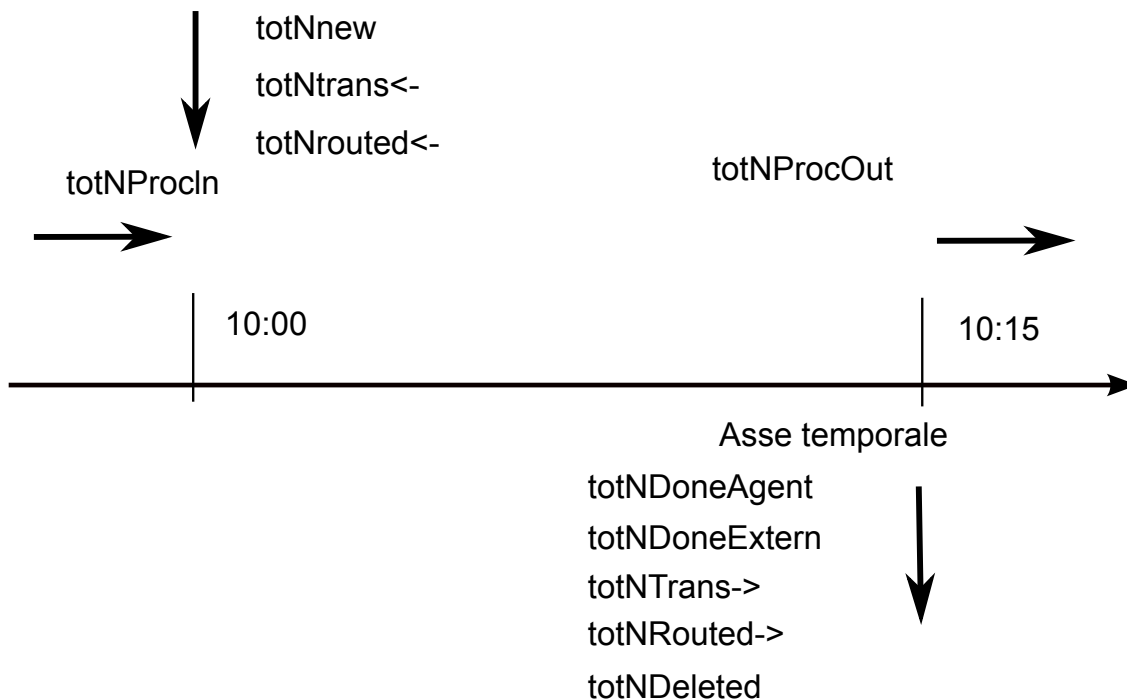 totNnew
totNtrans<-
totNrouted<-
totNProcIn
totNProcOut
10:00
10:15
Asse temporale
totNDoneAgent
totNDoneExtern
totNTrans->
totNRouted->
totNDeleted